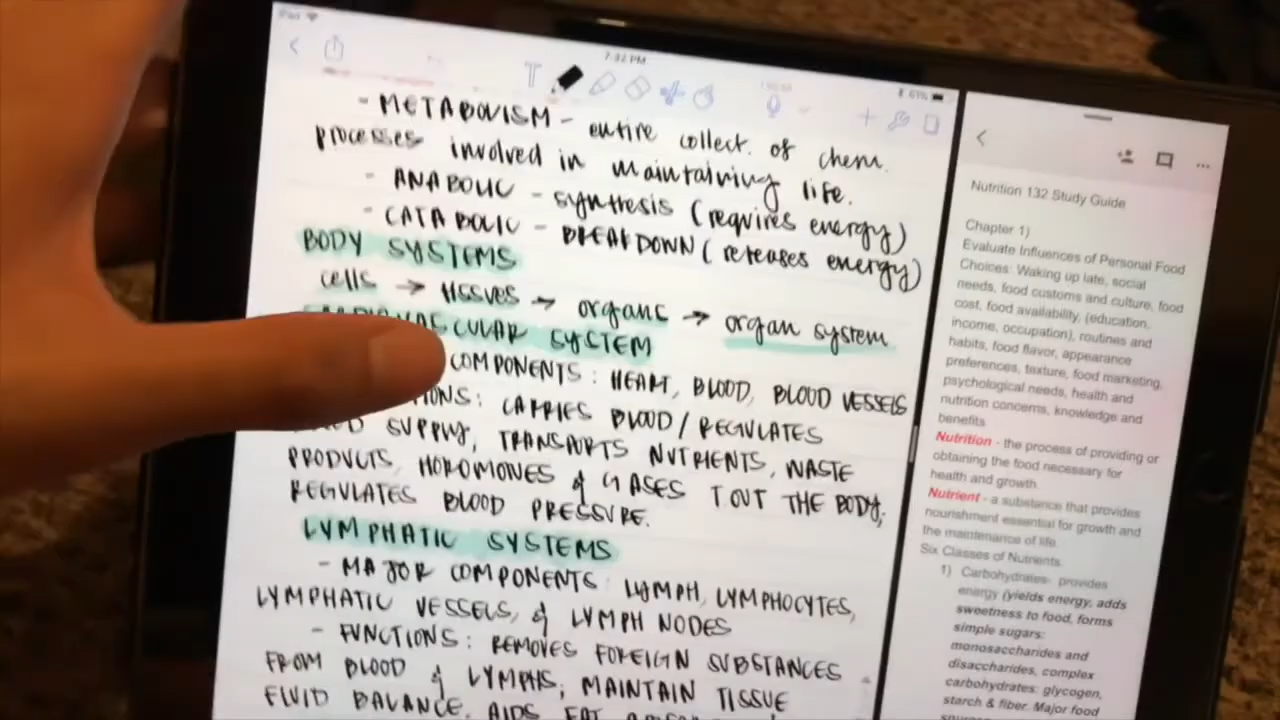 iPad
7:32 PM
61%
- METABOLISM - entire collect. of chem.
processes involved in maintaining life.
- ANABOLIC - synthesis (requires energy)
- CATABOLIC - BREAKDOWN (releases energy)
BODY SYSTEMS
cells → tissues → organs → organ system
VASCULAR SYSTEM
COMPONENTS: HEART, BLOOD, BLOOD VESSELS
IONS: CARRIES BLOOD / REGULATES
SUPPLY, TRANSPORTS NUTRIENTS, WASTE
PRODUCTS, HOROMONES & GASES T OUT THE BODY;
REGULATES BLOOD PRESSURE.
LYMPHATIC SYSTEMS
- MAJOR COMPONENTS: LYMPH, LYMPHOCYTES,
LYMPHATIC VESSELS, & LYMPH NODES
- FUNCTIONS: REMOVES FOREIGN SUBSTANCES
FROM BLOOD & LYMPHS; MAINTAIN TISSUE
FLUID BALANCE, AIDS FAT
Nutrition 132 Study Guide
Chapter 1)
Evaluate Influences of Personal Food
Choices: Waking up late, social
needs, food customs and culture, food
cost, food availability, (education,
income, occupation), routines and
habits, food flavor, appearance
preferences, texture, food marketing,
psychological needs, health and
nutrition concerns, knowledge and
benefits.
Nutrition - the process of providing or
obtaining the food necessary for
health and growth.
Nutrient - a substance that provides
nourishment essential for growth and
the maintenance of life.
Six Classes of Nutrients
1) Carbohydrates- provides
energy (yields energy, adds
sweetness to food, forms
simple sugars:
monosaccharides and
disaccharides, complex
carbohydrates: glycogen,
starch & fiber. Major food